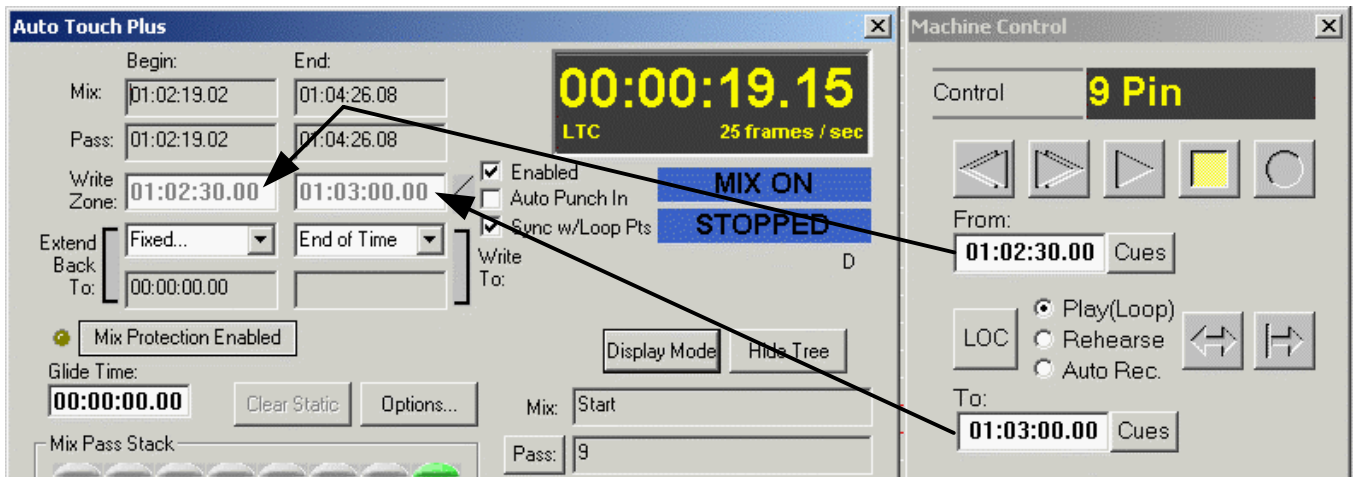 Auto Touch Plus
Begin: End:
Mix: 01:02:19.02 01:04:26.08
Pass: 01:02:19.02 01:04:26.08
Write Zone: 01:02:30.00 01:03:00.00
Extend Back To: Fixed... End of Time Write To:
00:00:00.00
00:00:19.15
LTC 25 frames / sec
Enabled
Auto Punch In
Sync w/Loop Pts
MIX ON
STOPPED
D
Mix Protection Enabled
Display Mode Hide Tree
Glide Time:
00:00:00.00 Clear Static Options...
Mix: Start
Pass: 9
Mix Pass Stack
Machine Control
Control 9 Pin
From:
01:02:30.00 Cues
LOC
Play(Loop)
Rehearse
Auto Rec.
To:
01:03:00.00 Cues